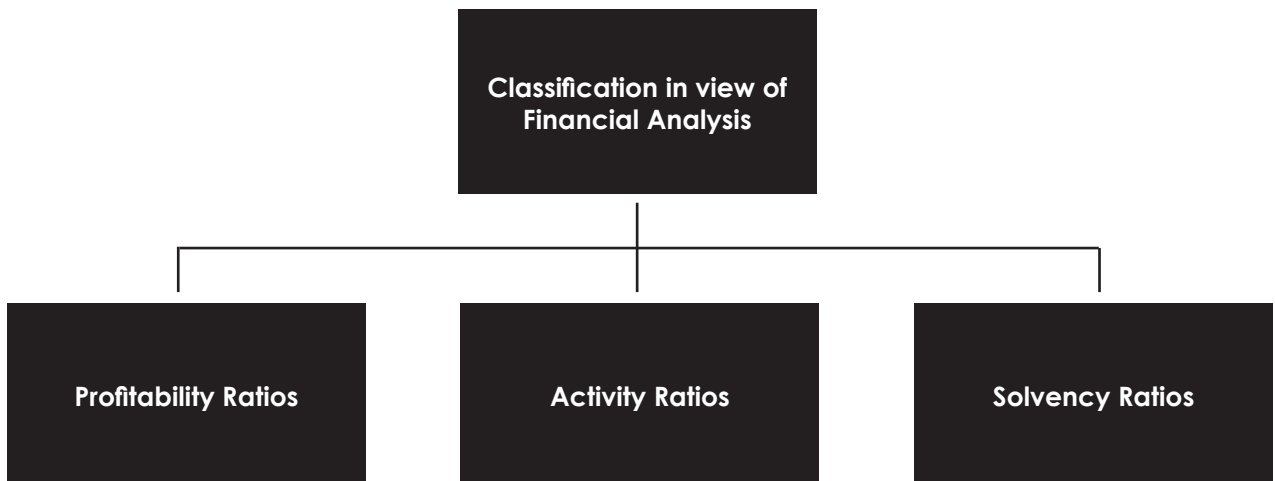 Classification in view of
Financial Analysis
Profitability Ratios
Activity Ratios
Solvency Ratios